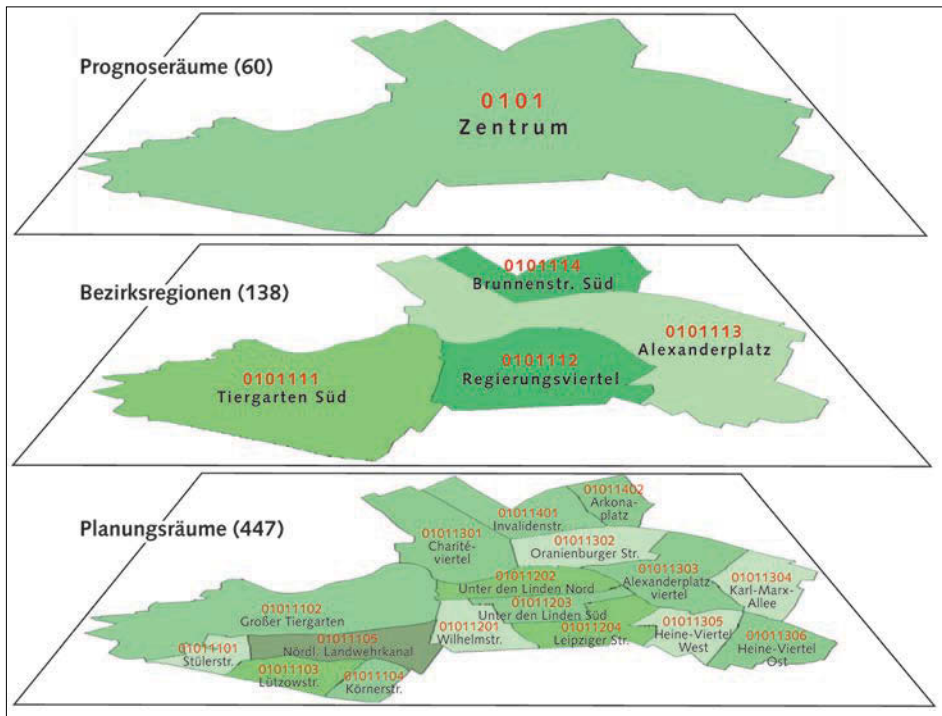 Prognoseräume (60)
0101
Zentrum
Bezirksregionen (138)
0101114
Brunnenstr. Süd
0101113
Alexanderplatz
0101112
Regierungsviertel
0101111
Tiergarten Süd
Planungsräume (447)
01011402
Arkona-
platz
01011401
Invalidenstr.
01011301
Charité-
viertel
01011302
Oranienburger Str.
01011303
Alexanderplatz-
viertel
01011304
Karl-Marx-
Allee
01011202
Unter den Linden Nord
01011203
Unter den Linden Süd
01011204
Leipziger Str.
01011201
Wilhelmstr.
01011305
Heine-Viertel
West
01011306
Heine-Viertel
Ost
01011102
Großer Tiergarten
01011101
Stülerstr.
01011105
Nördl. Landwehrkanal
01011103
Lützowstr.
01011104
Körnerstr.